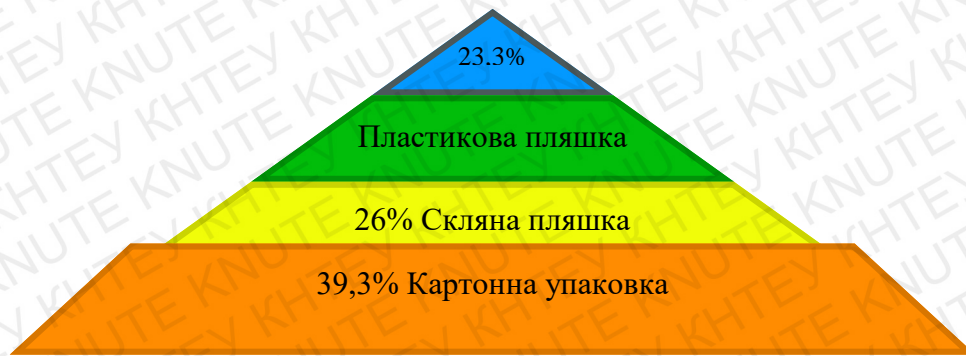 23.3%
Пластикова пляшка
26% Скляна пляшка
39,3% Картонна упаковка